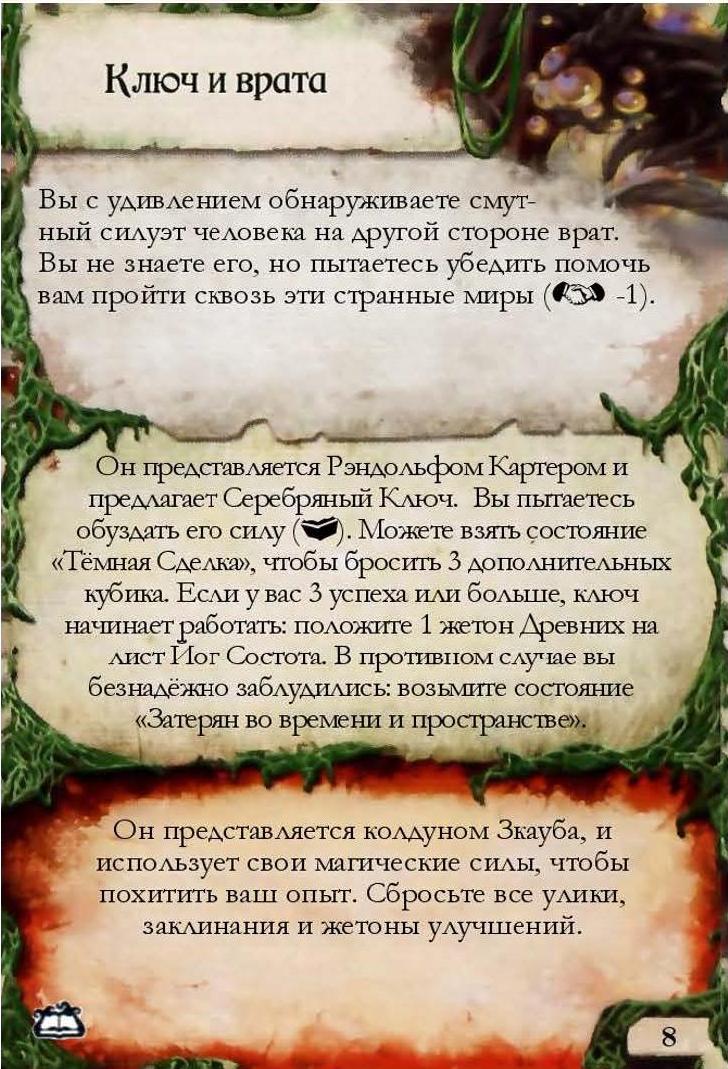 Ключ и врата
Вы с удивлением обнаруживаете смут-
ный силуэт человека на другой стороне врат.
Вы не знаете его, но пытаетесь убедить помочь
вам пройти сквозь эти странные миры ( -1).
Он представляется Рэндольфом Картером и
предлагает Серебряный Ключ. Вы пытаетесь
обуздать его силу ( ). Можете взять состояние
«Тёмная Сделка», чтобы бросить 3 дополнительных
кубика. Если у вас 3 успеха или больше, ключ
начинает работать: положите 1 жетон Древних на
лист Йог Состота. В противном случае вы
безнадёжно заблудились: возьмите состояние
«Затерян во времени и пространстве».
Он представляется колдуном Зкауба, и
использует свои магические силы, чтобы
похитить ваш опыт. Сбросьте все улики,
заклинания и жетоны улучшений.
8